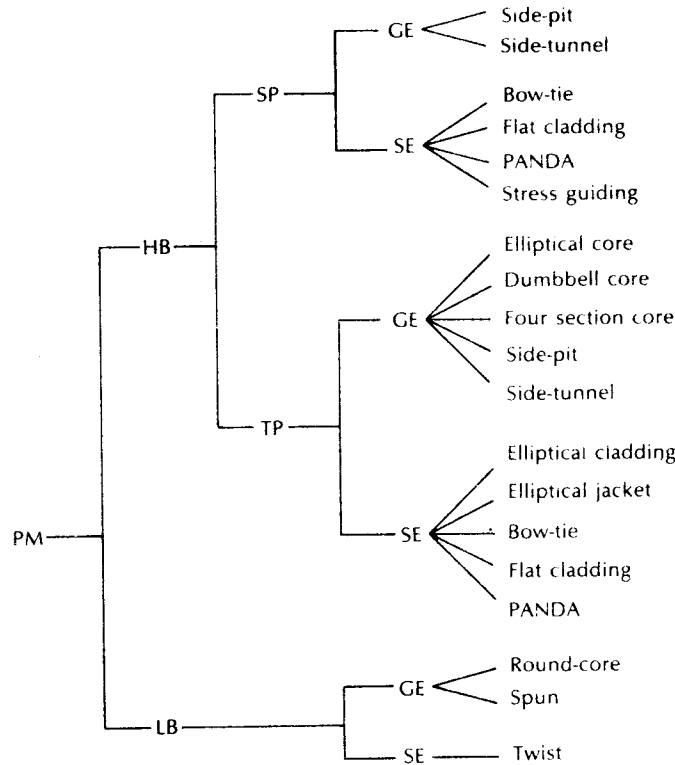 Side-pit
GE
Side-tunnel
SP
Bow-tie
Flat cladding
SE
PANDA
Stress guiding
HB
Elliptical core
Dumbbell core
GE
Four section core
Side-pit
Side-tunnel
TP
Elliptical cladding
Elliptical jacket
SE
Bow-tie
Flat cladding
PANDA
PM
Round-core
GE
Spun
LB
SE
Twist